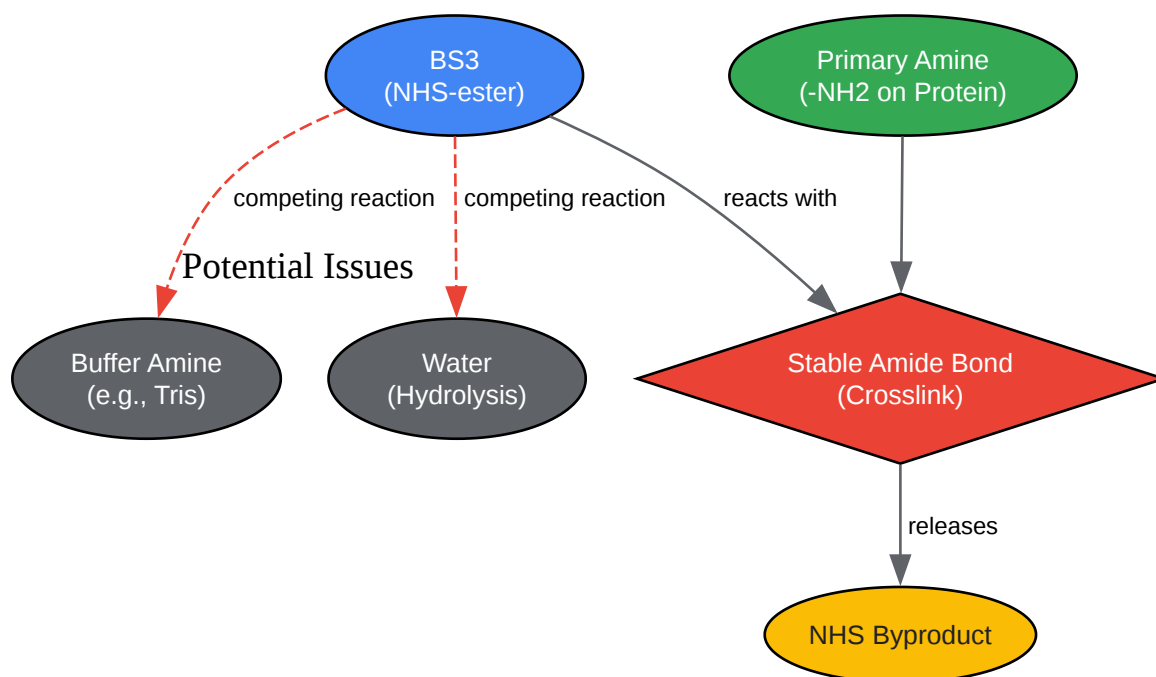 BS3
(NHS-ester)
Primary Amine
(-NH2 on Protein)
competing reaction
competing reaction
reacts with
Potential Issues
Buffer Amine
(e.g., Tris)
Water
(Hydrolysis)
Stable Amide Bond
(Crosslink)
releases
NHS Byproduct